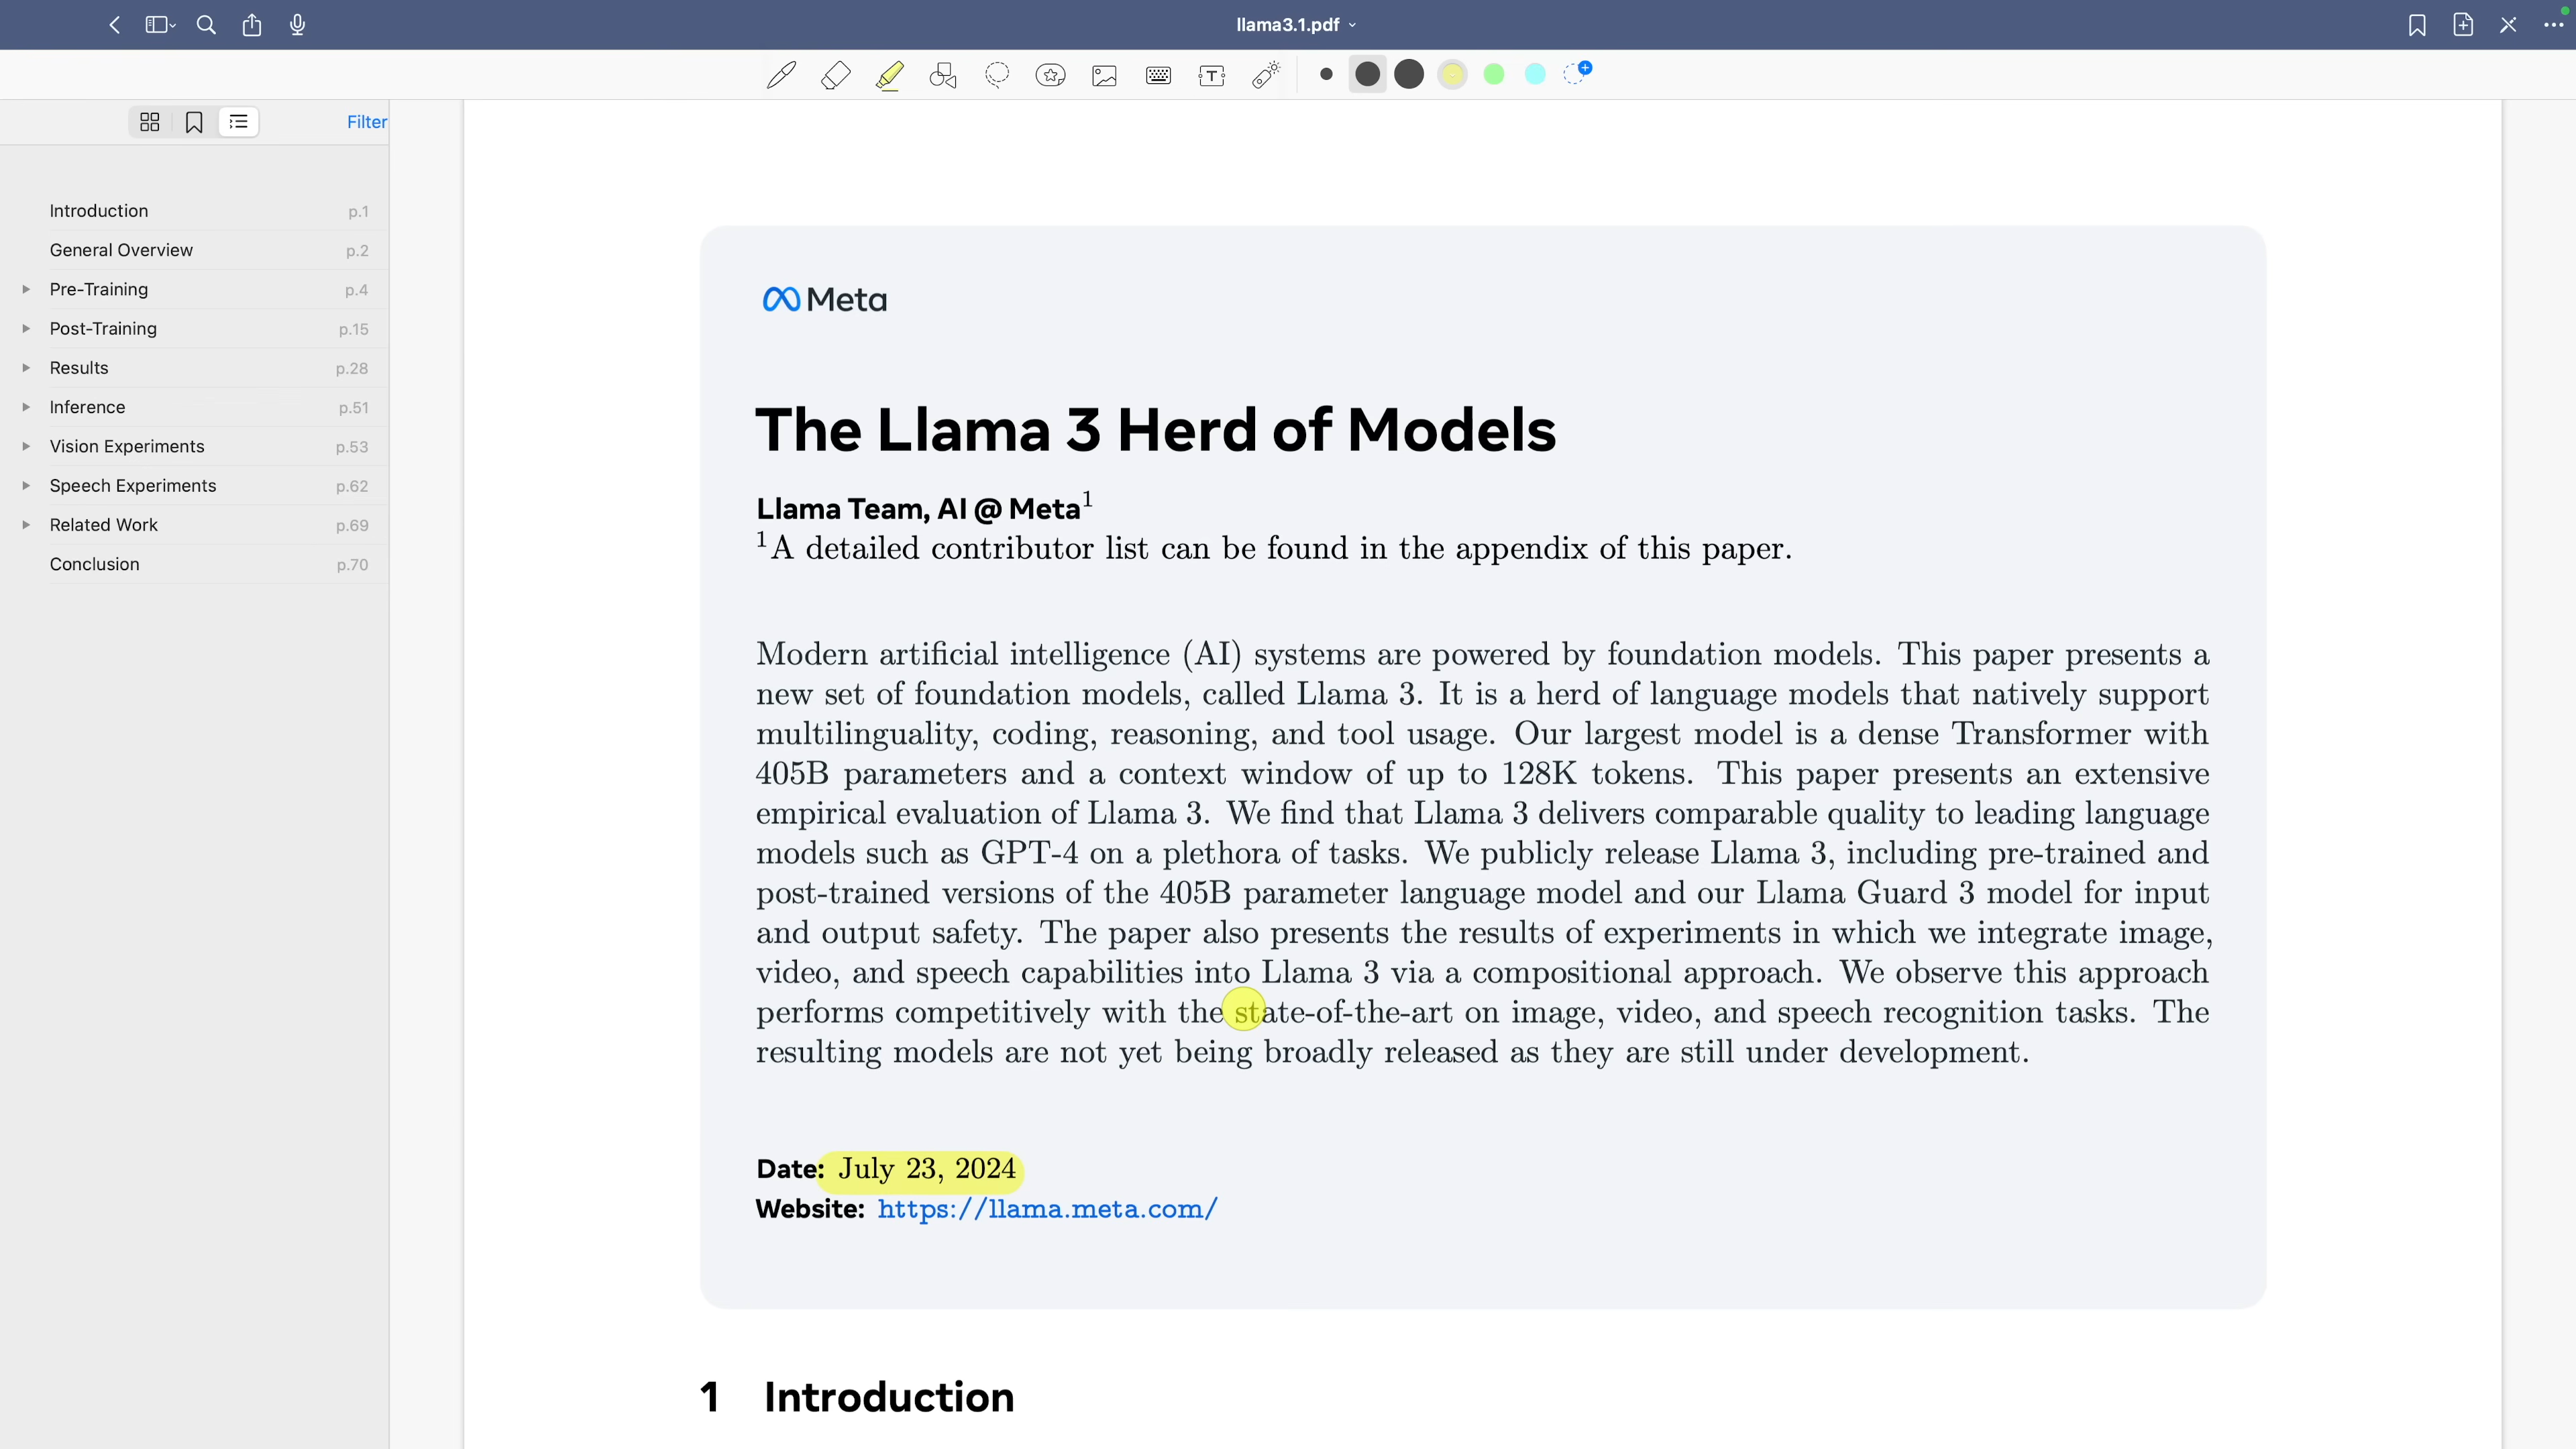 llama3.1.pdf
Filter
Introduction p.1
General Overview p.2
Pre-Training p.4
Post-Training p.15
Results p.28
Inference p.51
Vision Experiments p.53
Speech Experiments p.62
Related Work p.69
Conclusion p.70
Meta
The Llama 3 Herd of Models
Llama Team, AI @ Meta¹
¹A detailed contributor list can be found in the appendix of this paper.
Modern artificial intelligence (AI) systems are powered by foundation models. This paper presents a
new set of foundation models, called Llama 3. It is a herd of language models that natively support
multilinguality, coding, reasoning, and tool usage. Our largest model is a dense Transformer with
405B parameters and a context window of up to 128K tokens. This paper presents an extensive
empirical evaluation of Llama 3. We find that Llama 3 delivers comparable quality to leading language
models such as GPT-4 on a plethora of tasks. We publicly release Llama 3, including pre-trained and
post-trained versions of the 405B parameter language model and our Llama Guard 3 model for input
and output safety. The paper also presents the results of experiments in which we integrate image,
video, and speech capabilities into Llama 3 via a compositional approach. We observe this approach
performs competitively with the state-of-the-art on image, video, and speech recognition tasks. The
resulting models are not yet being broadly released as they are still under development.
Date: July 23, 2024
Website: https://llama.meta.com/
1 Introduction